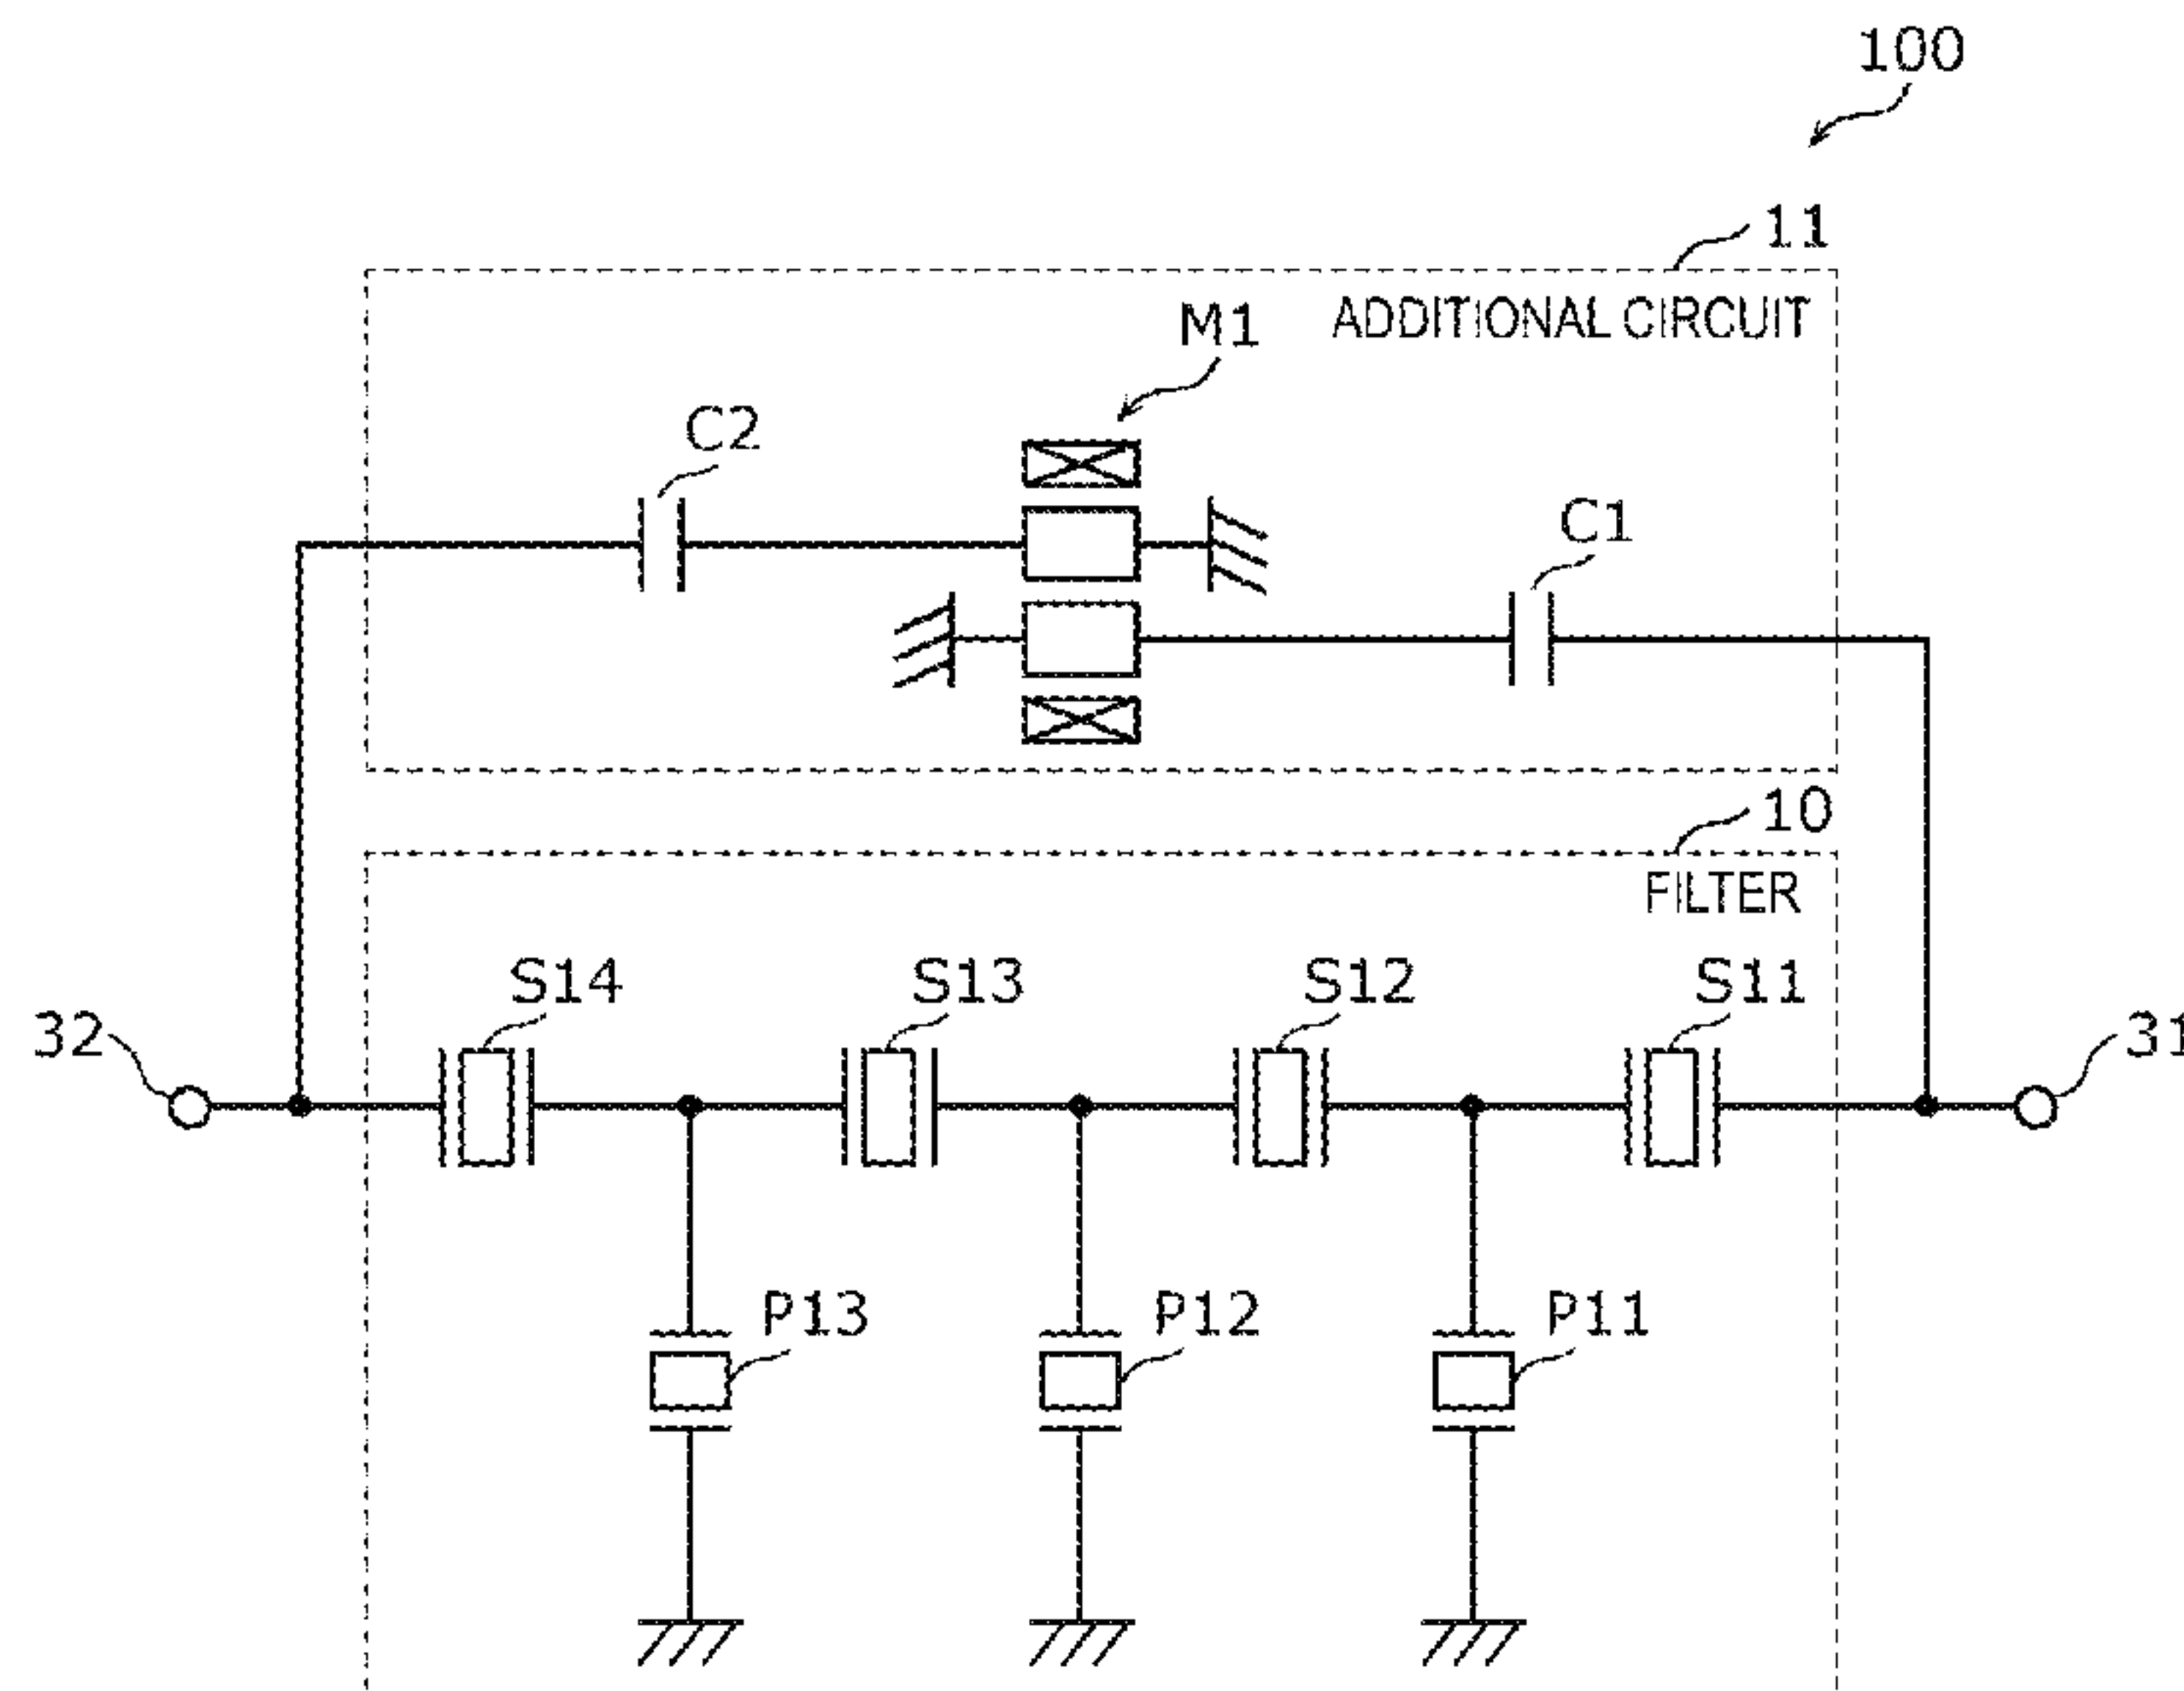 100
11
ADDITIONAL CIRCUIT
M1
C2
C1
10
FILTER
S14
S13
S12
S11
32
31
P13
P12
P11